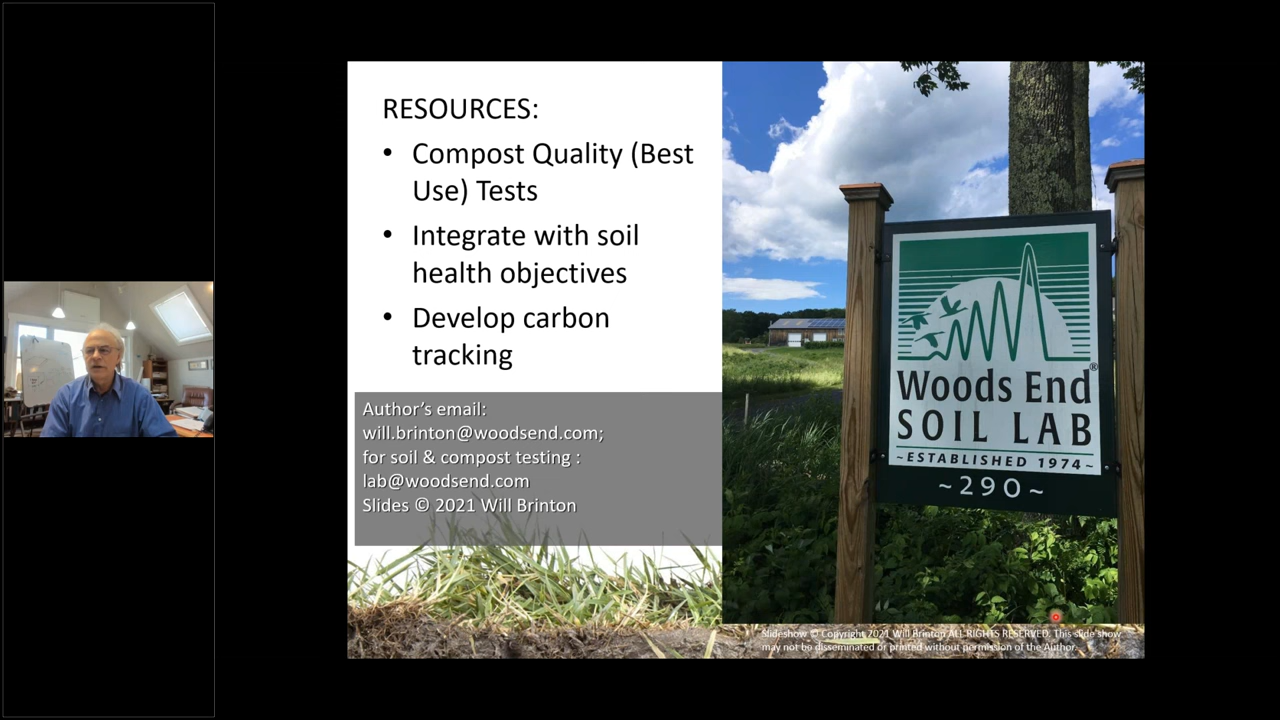 RESOURCES:
• Compost Quality (Best
Use) Tests
• Integrate with soil
health objectives
• Develop carbon
tracking
Author's email:
will.brinton@woodsend.com;
for soil & compost testing :
lab@woodsend.com
Slides © 2021 Will Brinton
Woods End®
SOIL LAB
~ESTABLISHED 1974~
~290~
Slideshow © Copyright 2021 Will Brinton ALL RIGHTS RESERVED. This slide show
may not be disseminated or printed without permission of the Author.